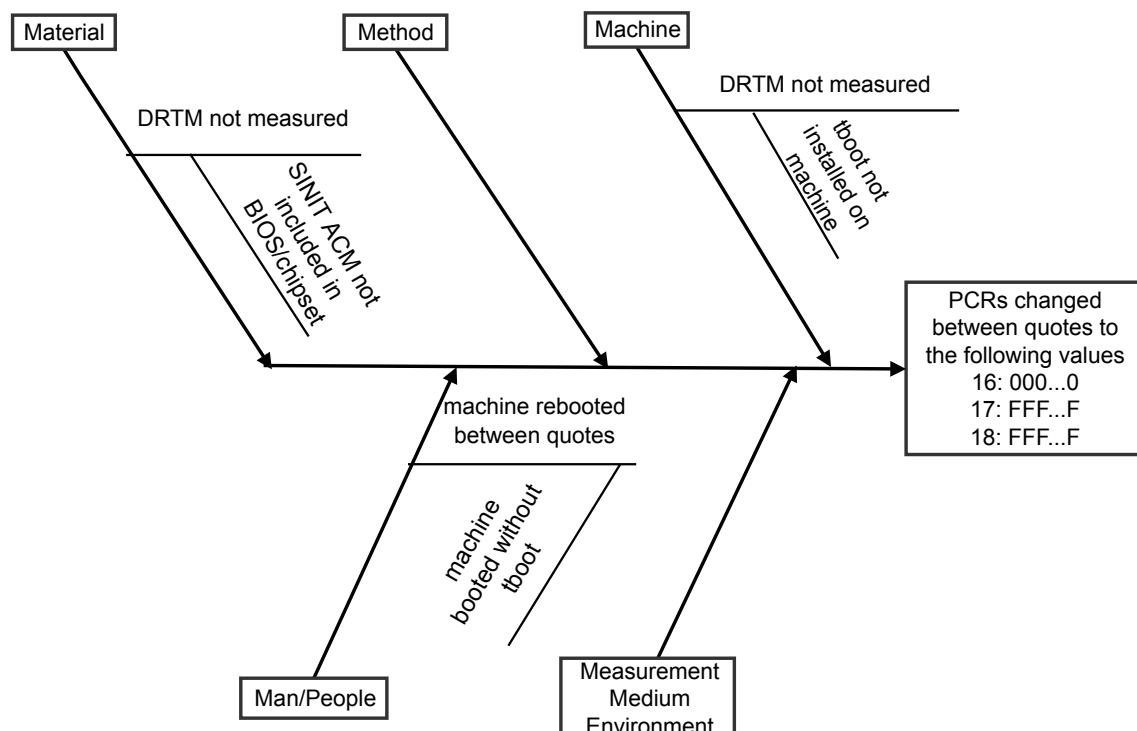 Material
Method
Machine
DRTM not measured
SINIT ACM not
included in
BIOS/chipset
DRTM not measured
tboot not
installed on
machine
PCRs changed
between quotes to
the following values
16: 000...0
17: FFF...F
18: FFF...F
machine rebooted
between quotes
machine
booted without
tboot
Man/People
Measurement
Medium
Environment